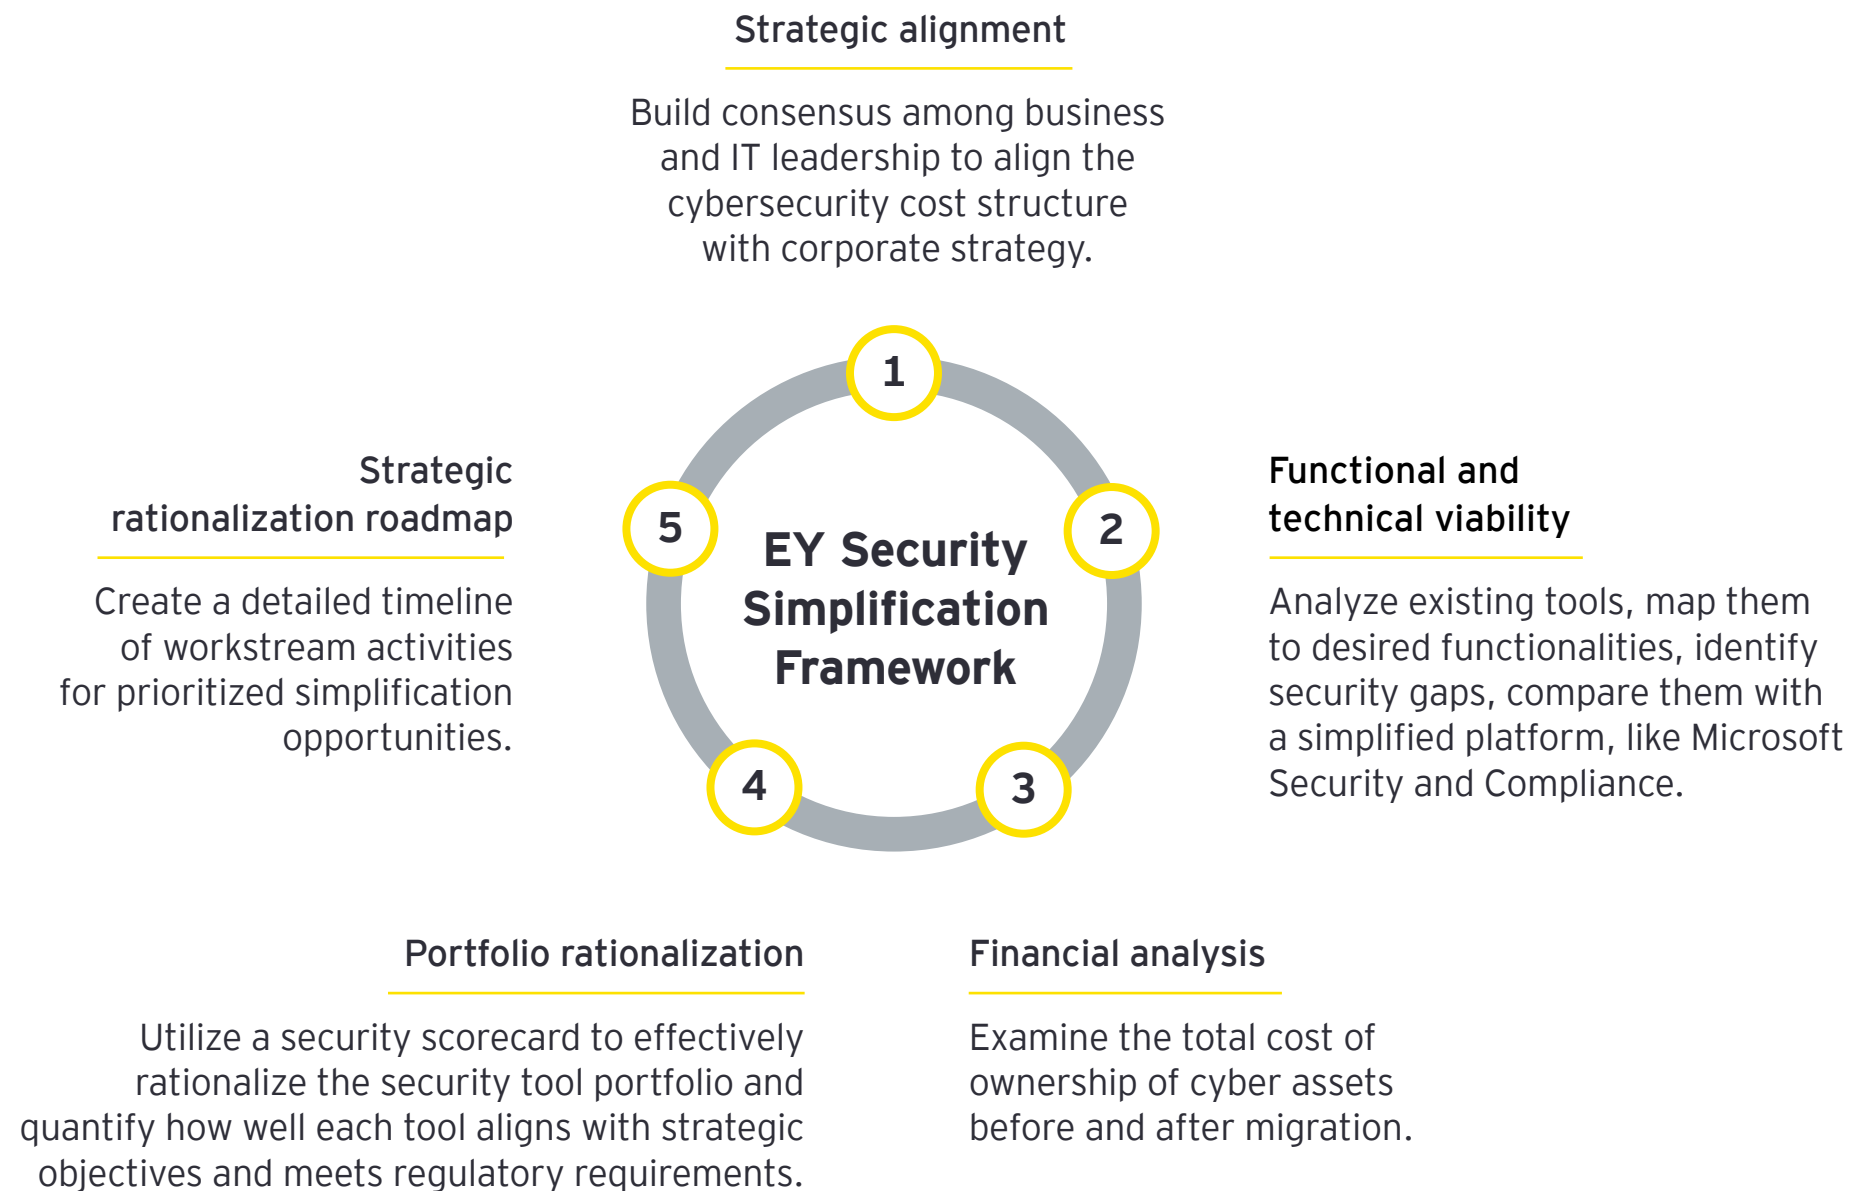 Strategic alignment
Build consensus among business
and IT leadership to align the
cybersecurity cost structure
with corporate strategy.
1
2
3
4
5
EY Security
Simplification
Framework
Functional and
technical viability
Analyze existing tools, map them
to desired functionalities, identify
security gaps, compare them with
a simplified platform, like Microsoft
Security and Compliance.
Financial analysis
Examine the total cost of
ownership of cyber assets
before and after migration.
Portfolio rationalization
Utilize a security scorecard to effectively
rationalize the security tool portfolio and
quantify how well each tool aligns with strategic
objectives and meets regulatory requirements.
Strategic
rationalization roadmap
Create a detailed timeline
of workstream activities
for prioritized simplification
opportunities.